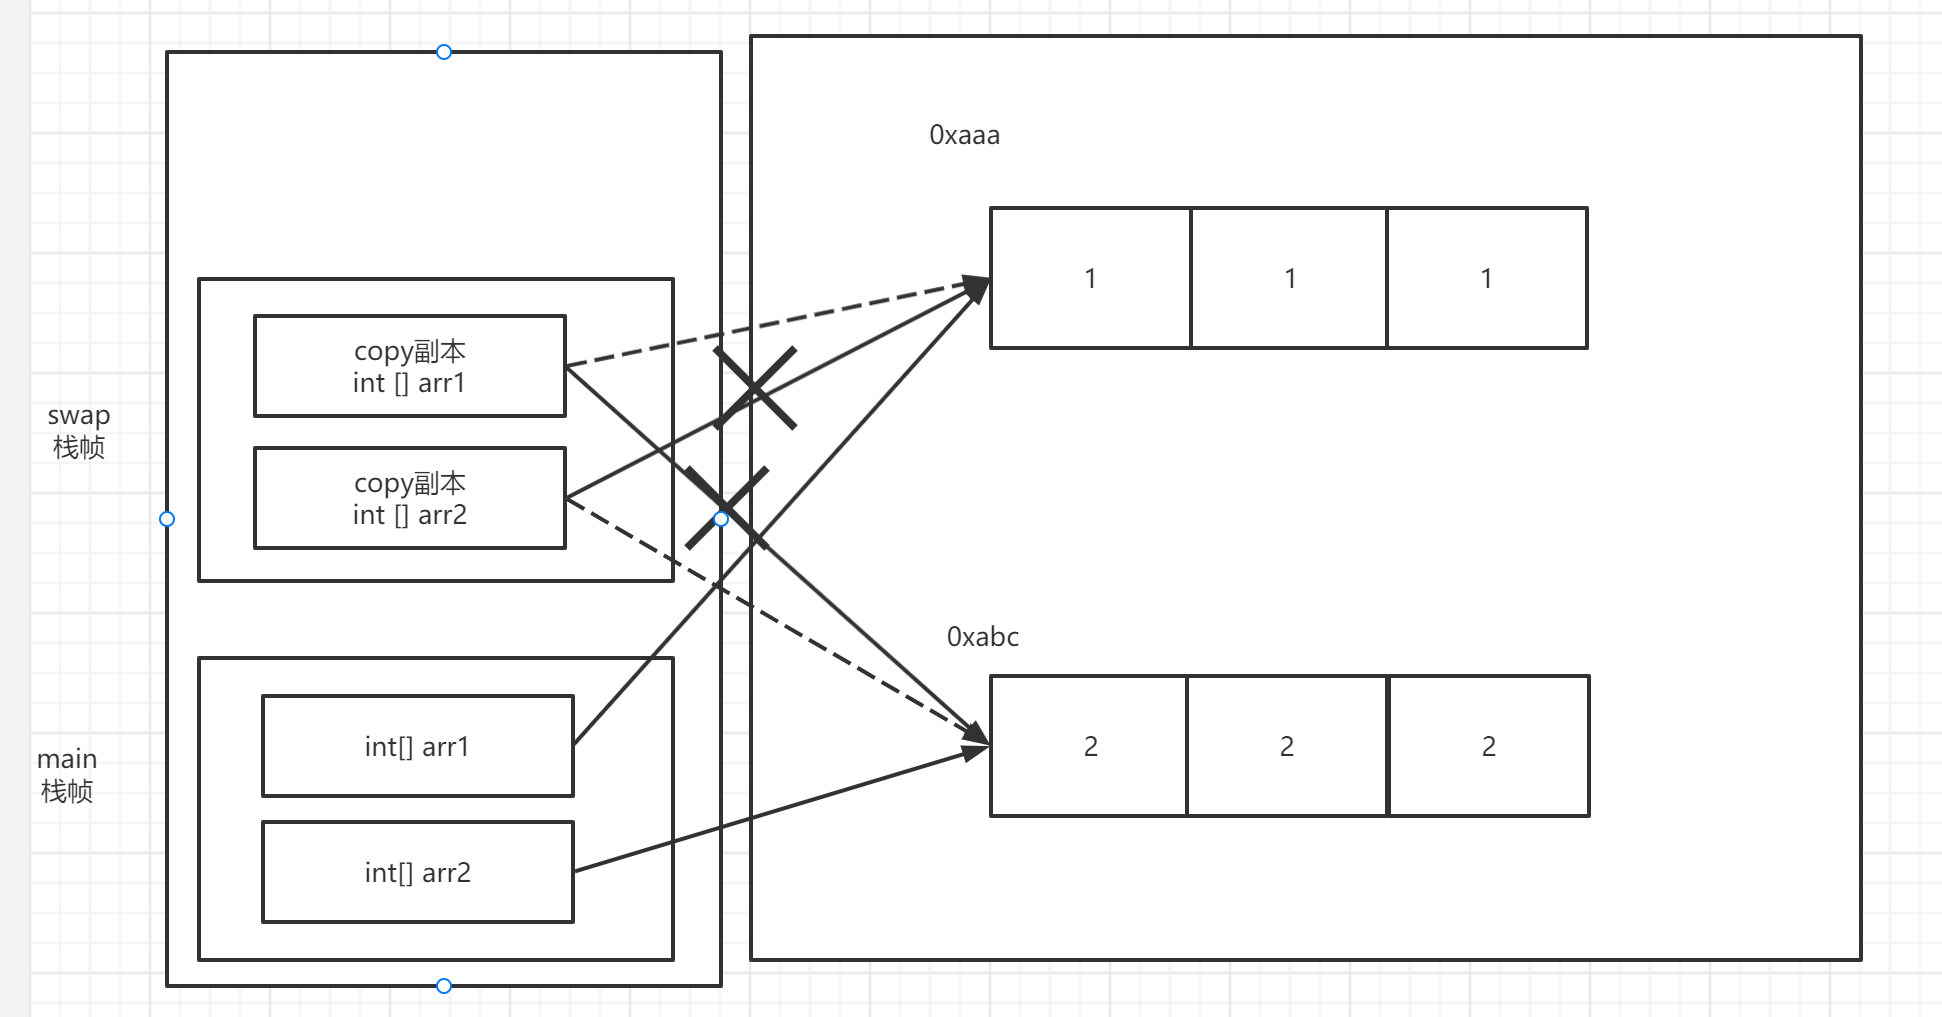 0xaaa
1
1
1
copy副本
int [] arr1
swap
栈帧
copy副本
int [] arr2
0xabc
main
栈帧
int[] arr1
2
2
2
int[] arr2